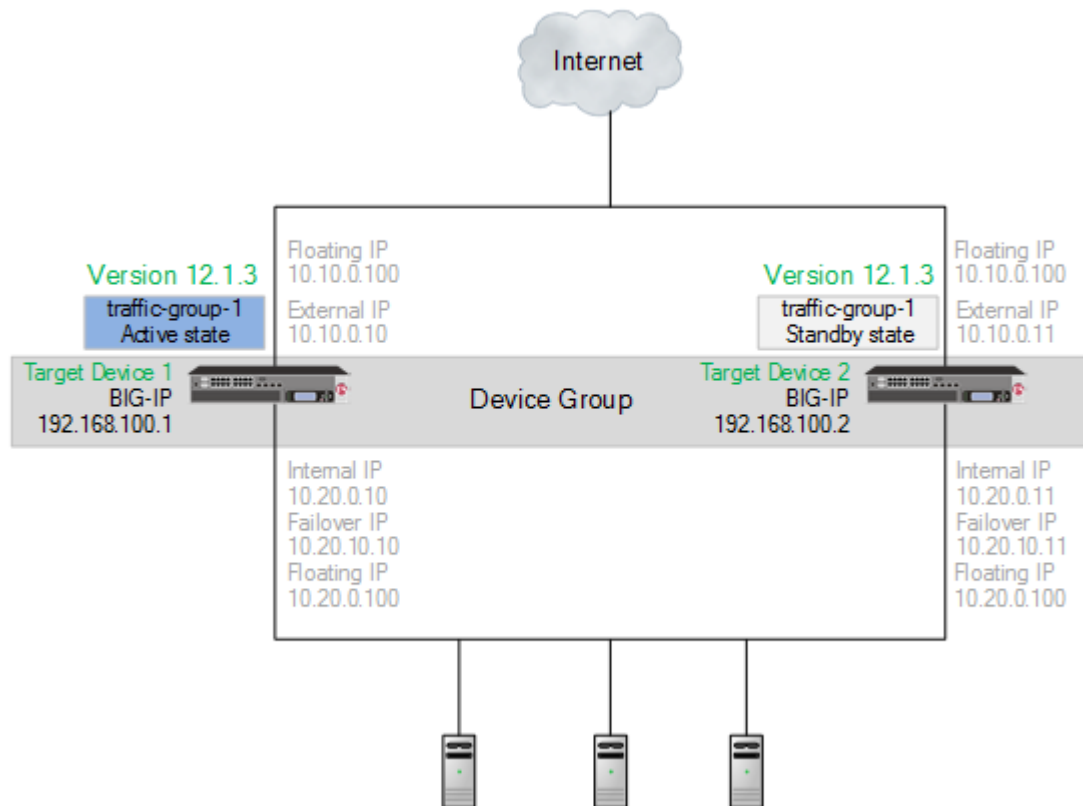 Internet
Floating IP
10.10.0.100
Version 12.1.3
traffic-group-1
Active state
External IP
10.10.0.10
Floating IP
10.10.0.100
Version 12.1.3
traffic-group-1
Standby state
External IP
10.10.0.11
Target Device 1
BIG-IP
192.168.100.1
Device Group
Target Device 2
BIG-IP
192.168.100.2
Internal IP
10.20.0.10
Failover IP
10.20.10.10
Floating IP
10.20.0.100
Internal IP
10.20.0.11
Failover IP
10.20.10.11
Floating IP
10.20.0.100